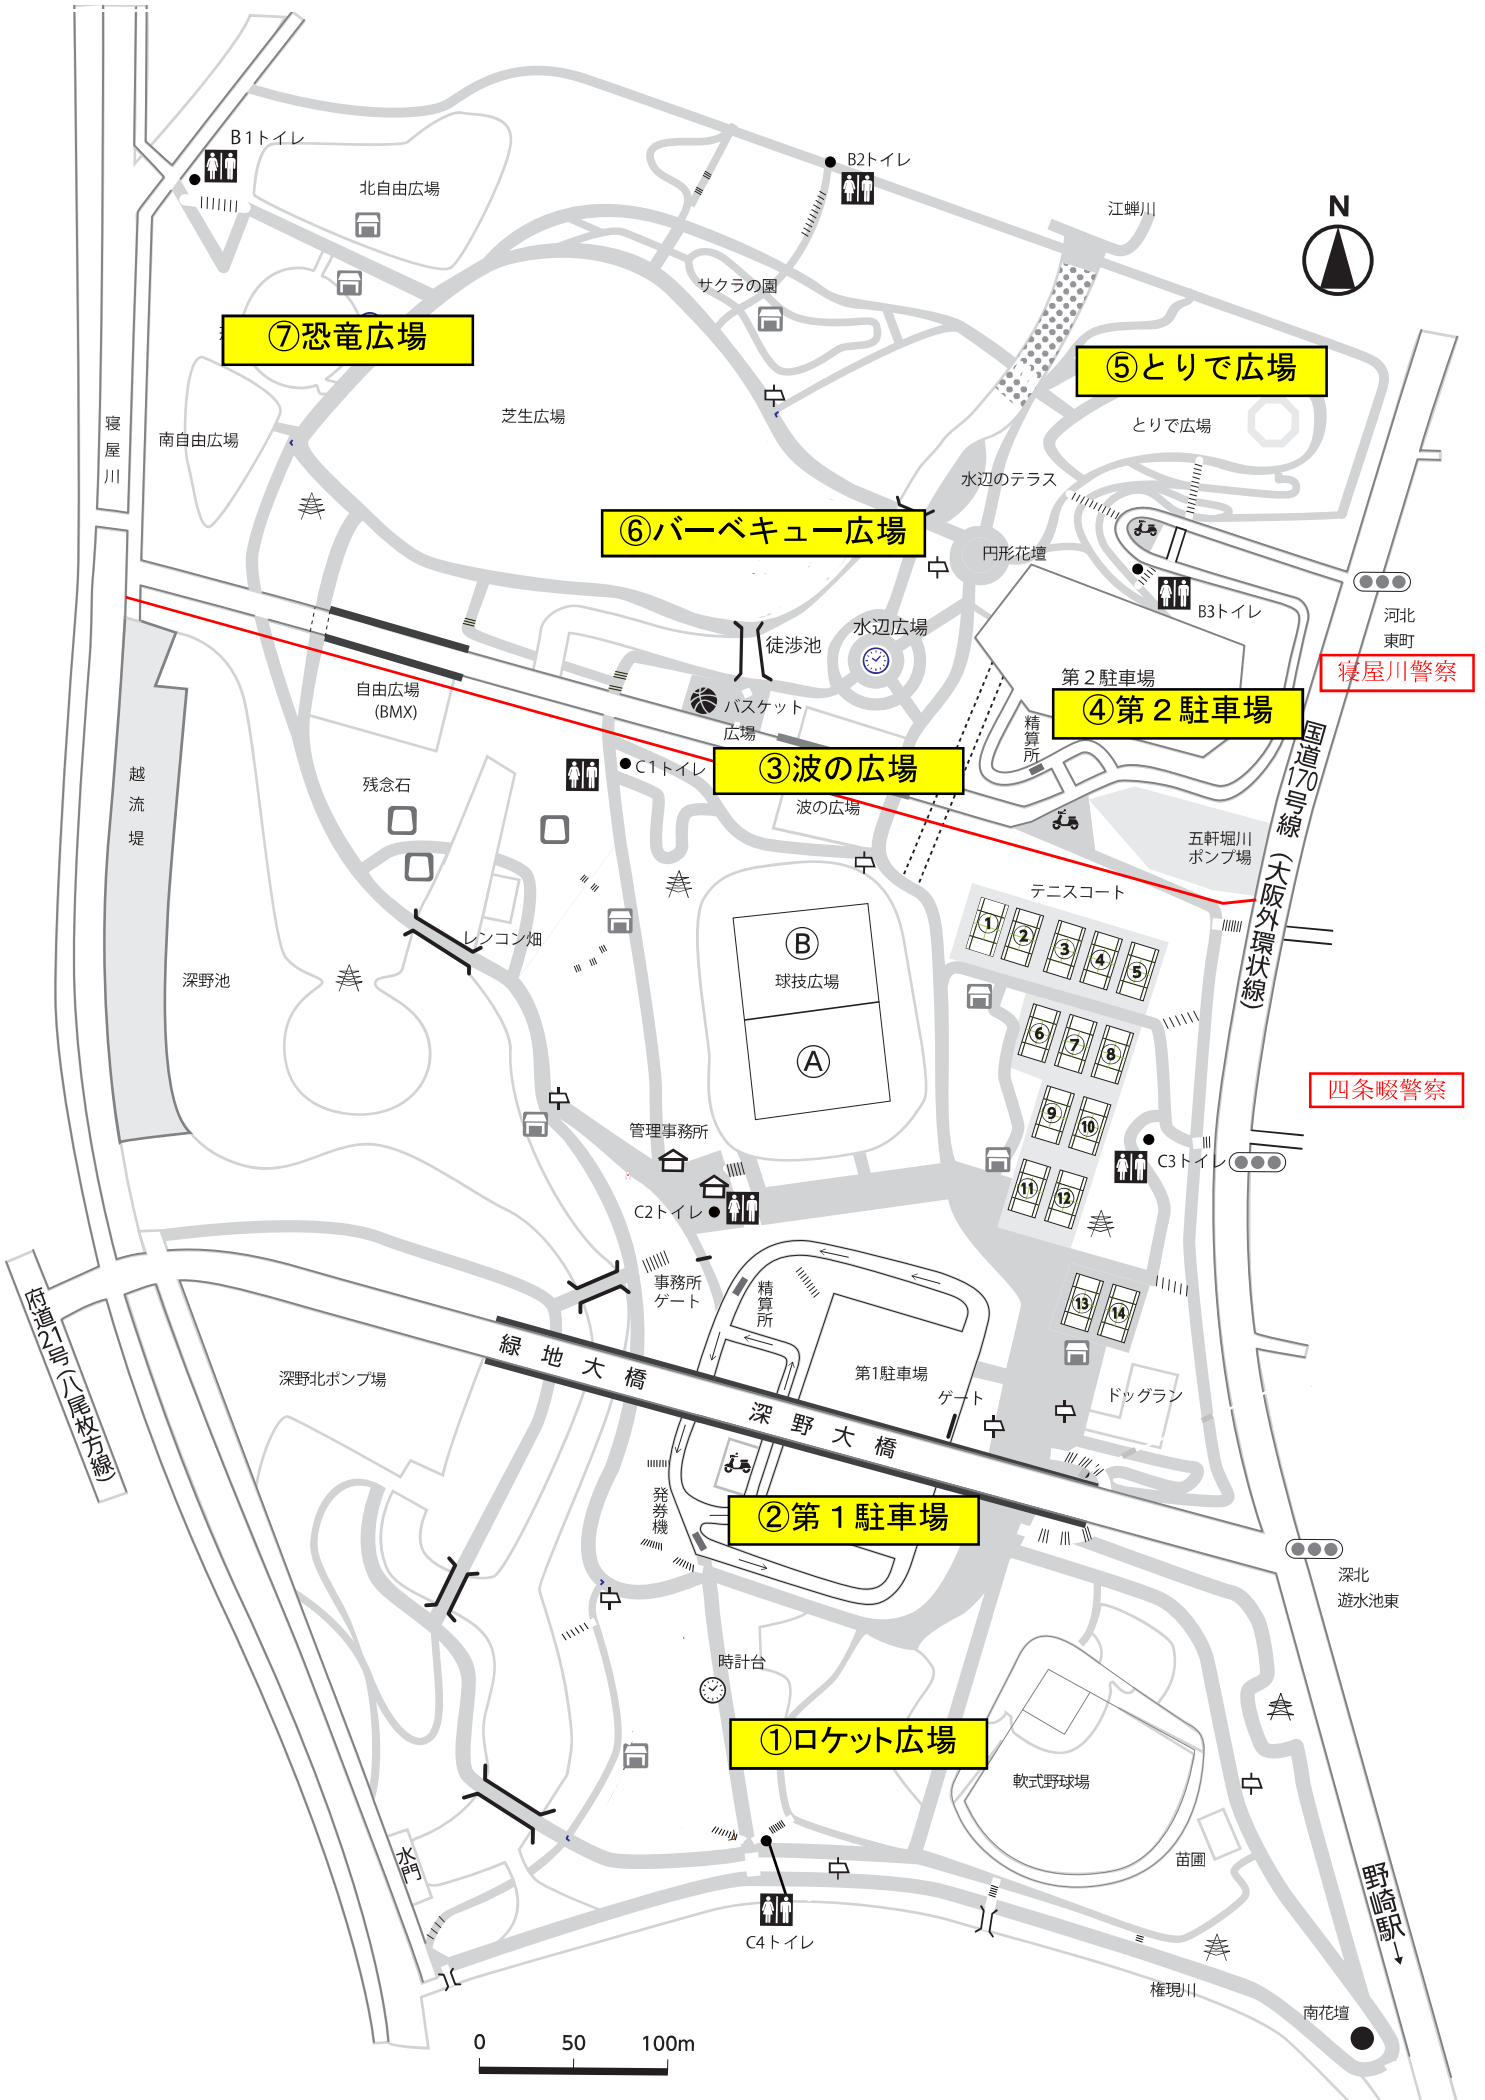 B1トイレ
北自由広場
B2トイレ
江蝉川
N
サクラの園
⑦恐竜広場
⑤とりで広場
芝生広場
とりで広場
寝屋川
南自由広場
水辺のテラス
⑥バーベキュー広場
円形花壇
B3トイレ
河北
東町
水辺広場
徒渉池
寝屋川警察
第2駐車場
④第2駐車場
自由広場
(BMX)
バスケット
広場
精算所
国道170号線(大阪外環状線)
③波の広場
C1トイレ
越流堤
残念石
波の広場
五軒堀川
ポンプ場
テニスコート
1
2
3
4
5
レンコン畑
B
球技広場
深野池
6
7
8
A
四条畷警察
9
10
管理事務所
C3トイレ
11
12
C2トイレ
事務所
ゲート
精算所
13
14
府道21号(八尾枚方線)
緑地大橋
深野北ポンプ場
第1駐車場
ゲート
ドッグラン
深野大橋
発券機
②第1駐車場
深北
遊水池東
時計台
①ロケット広場
軟式野球場
苗圃
水門
野崎駅
C4トイレ
権現川
南花壇
0
50
100m